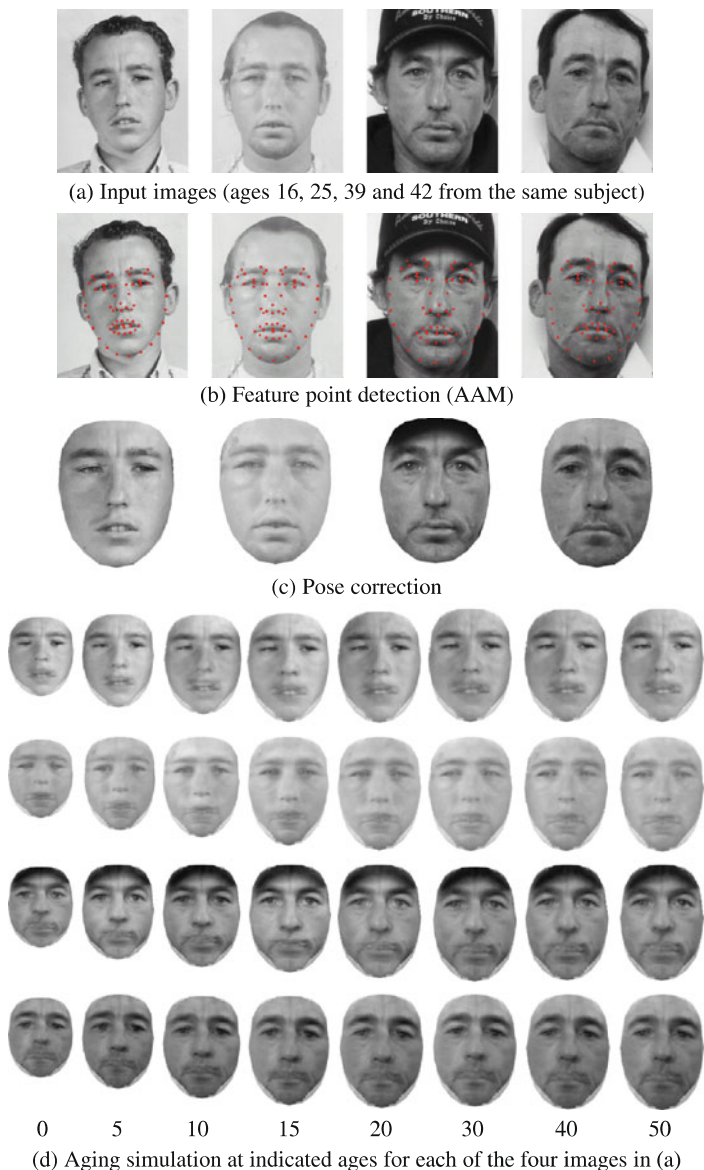 SOUTHERN
By Choice
(a) Input images (ages 16, 25, 39 and 42 from the same subject)
SOUTHERN
By Choice
(b) Feature point detection (AAM)
(c) Pose correction
0 5 10 15 20 30 40 50
(d) Aging simulation at indicated ages for each of the four images in (a)